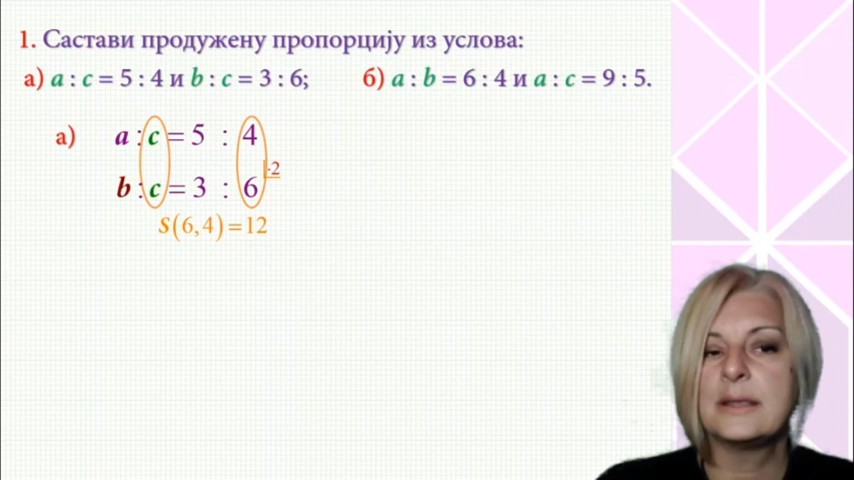 1. Састави продужену пропорцију из услова:
а) a : c = 5 : 4 и b : c = 3 : 6; б) a : b = 6 : 4 и a : c = 9 : 5.
а) a : c = 5 : 4
b : c = 3 : 6 |·2
S(6,4)=12